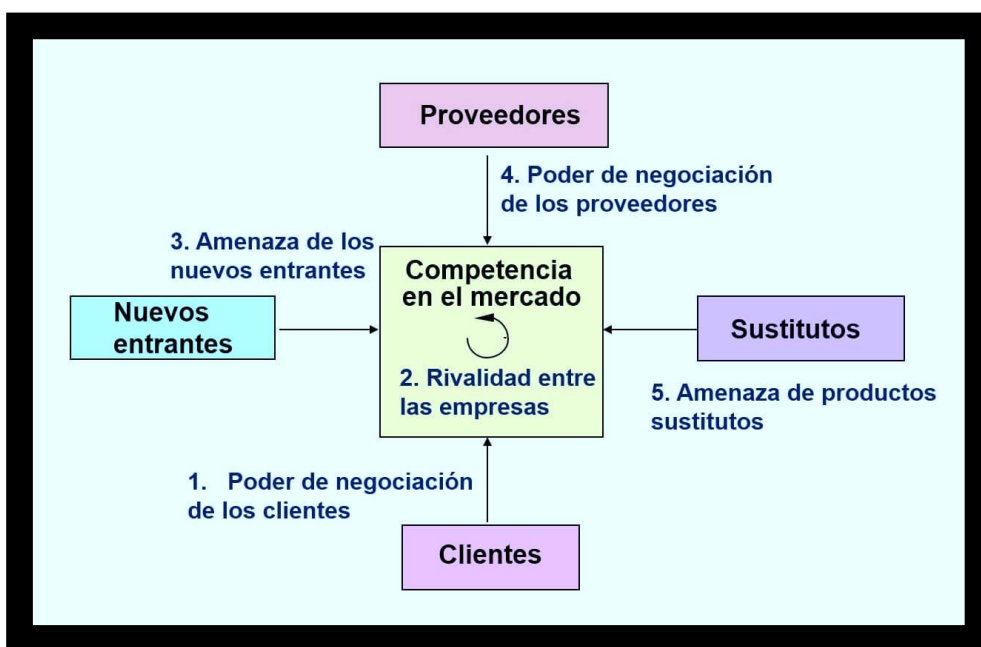 Proveedores
4. Poder de negociación
de los proveedores
3. Amenaza de los
nuevos entrantes
Competencia
en el mercado
Nuevos
entrantes
Sustitutos
2. Rivalidad entre
las empresas
5. Amenaza de productos
sustitutos
1. Poder de negociación
de los clientes
Clientes